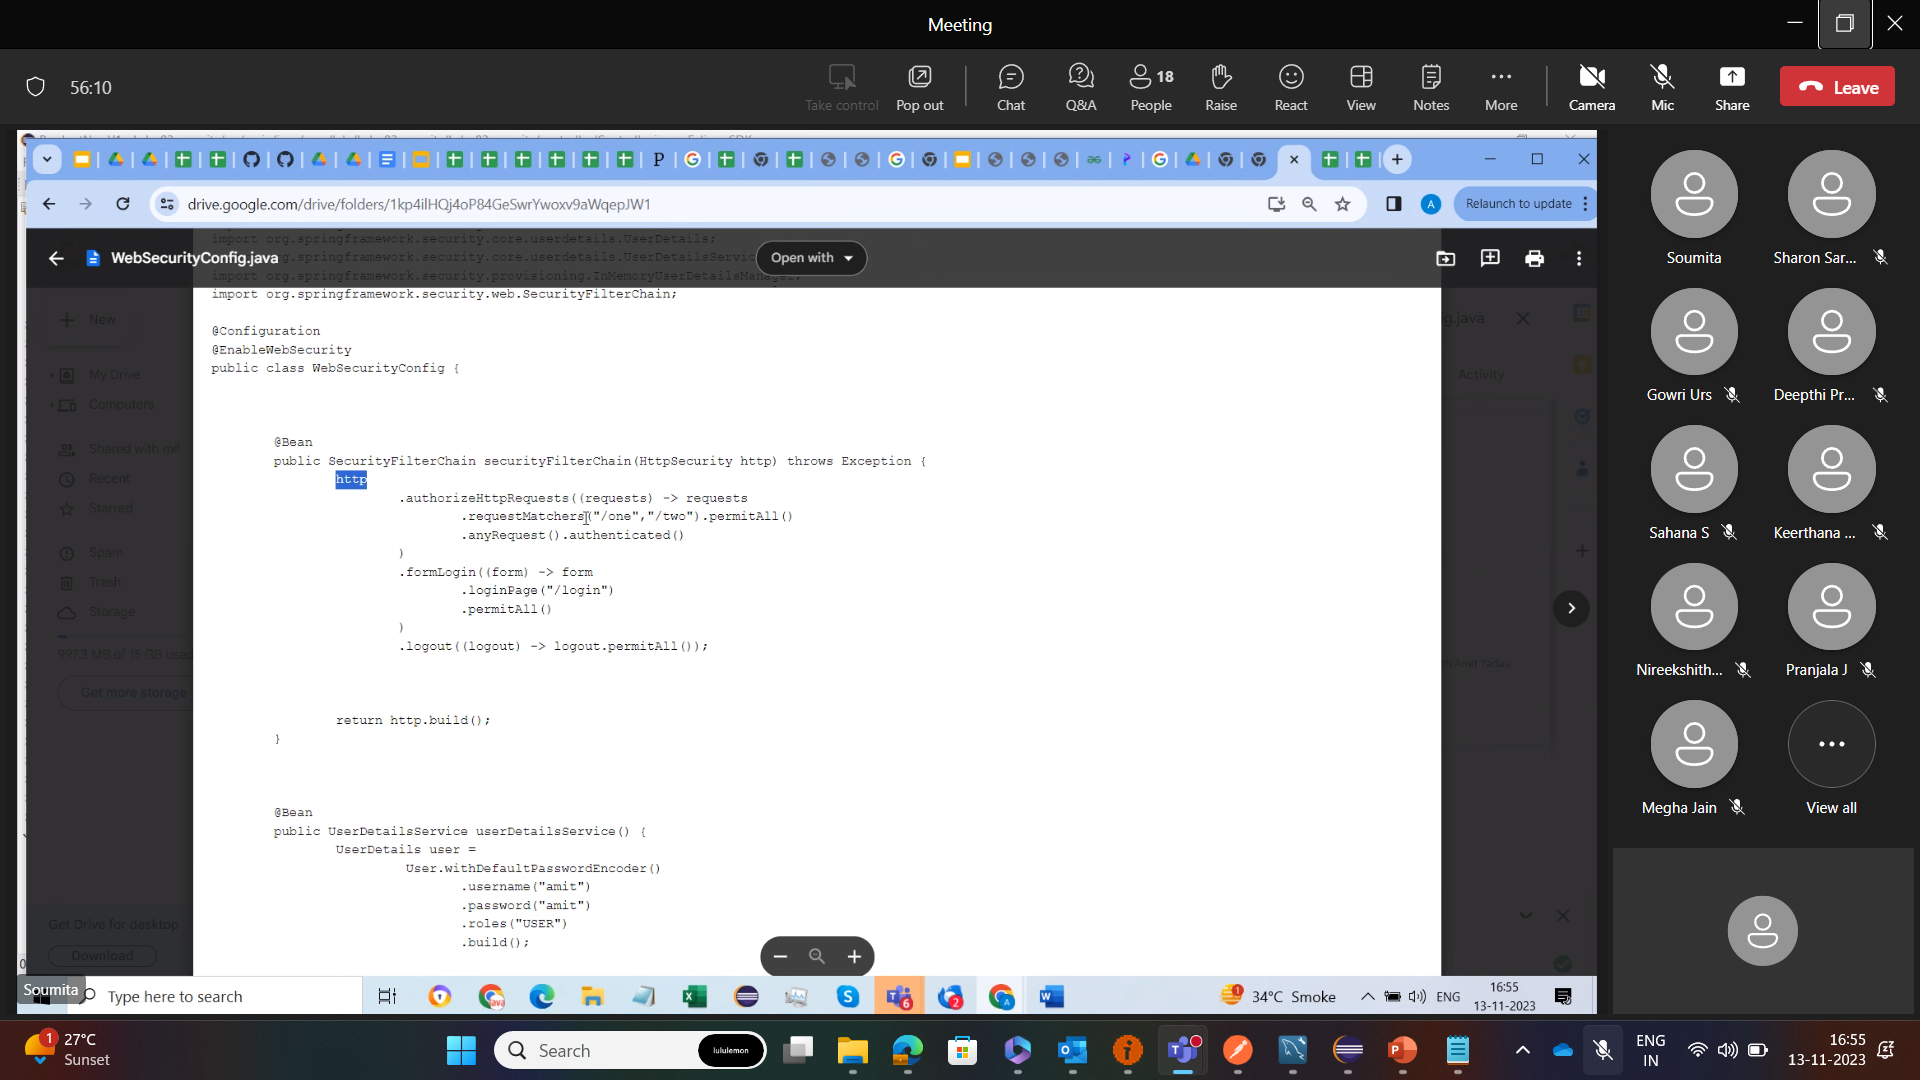 Meeting
56:10
Take control
Pop out
Chat
Q&A
18
People
Raise
React
View
Notes
More
Camera
Mic
Share
Leave
drive.google.com/drive/folders/1kp4ilHQj4oP84GeSwrYwoxv9aWqepJW1
Relaunch to update
WebSecurityConfig.java
Open with
import org.springframework.security.core.userdetails.UserDetails;
import org.springframework.security.provisioning.InMemoryUserDetailsManager;
import org.springframework.security.web.SecurityFilterChain;
@Configuration
@EnableWebSecurity
public class WebSecurityConfig {
@Bean
public SecurityFilterChain securityFilterChain(HttpSecurity http) throws Exception {
http
.authorizeHttpRequests((requests) -> requests
.requestMatchers("/one","/two").permitAll()
.anyRequest().authenticated()
)
.formLogin((form) -> form
.loginPage("/login")
.permitAll()
)
.logout((logout) -> logout.permitAll());
return http.build();
}
@Bean
public UserDetailsService userDetailsService() {
UserDetails user =
User.withDefaultPasswordEncoder()
.username("amit")
.password("amit")
.roles("USER")
.build();
New
My Drive
Computers
Shared with me
Recent
Starred
Spam
Trash
Storage
997.3 MB of 15 GB used
Get more storage
Get Drive for desktop
Download
Activity
Soumita
Type here to search
34°C Smoke
ENG
16:55
13-11-2023
Soumita
Sharon Sar...
Gowri Urs
Deepthi Pr...
Sahana S
Keerthana ...
Nireekshith...
Pranjala J
Megha Jain
View all
27°C
Sunset
Search
lululemon
ENG
IN
16:55
13-11-2023